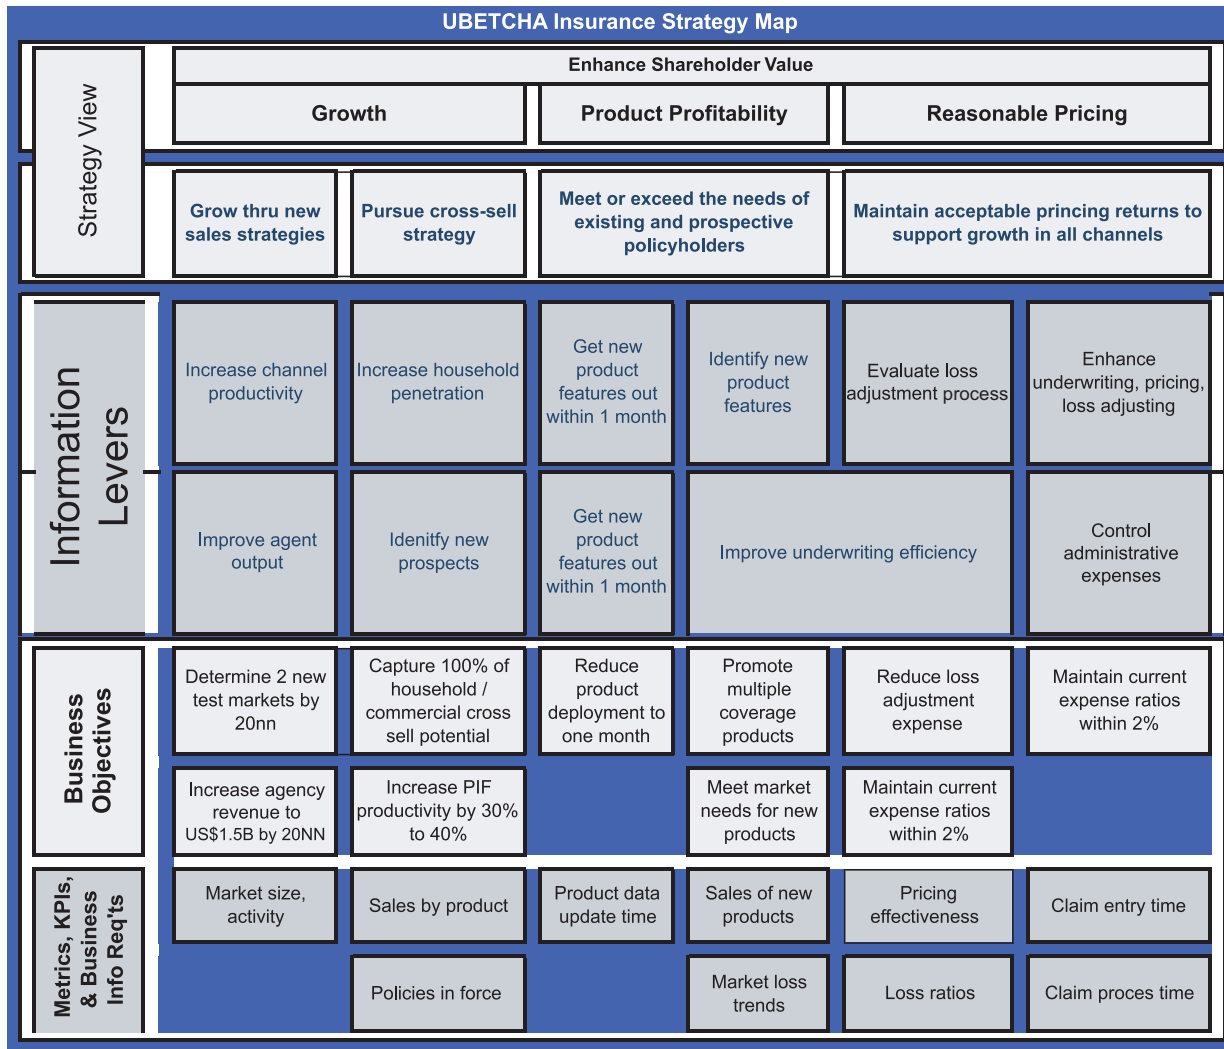 UBETCHA Insurance Strategy Map
Strategy View
Enhance Shareholder Value
Growth
Product Profitability
Reasonable Pricing
Grow thru new
sales strategies
Pursue cross-sell
strategy
Meet or exceed the needs of
existing and prospective
policyholders
Maintain acceptable princing returns to
support growth in all channels
Information
Levers
Increase channel
productivity
Increase household
penetration
Get new
product
features out
within 1 month
Identify new
product
features
Evaluate loss
adjustment process
Enhance
underwriting, pricing,
loss adjusting
Improve agent
output
Idenitfy new
prospects
Get new
product
features out
within 1 month
Improve underwriting efficiency
Control
administrative
expenses
Business
Objectives
Determine 2 new
test markets by
20nn
Capture 100% of
household /
commercial cross
sell potential
Reduce
product
deployment to
one month
Promote
multiple
coverage
products
Reduce loss
adjustment
expense
Maintain current
expense ratios
within 2%
Increase agency
revenue to
US$1.5B by 20NN
Increase PIF
productivity by 30%
to 40%
Meet market
needs for new
products
Maintain current
expense ratios
within 2%
Metrics, KPIs,
& Business
Info Req'ts
Market size,
activity
Sales by product
Product data
update time
Sales of new
products
Pricing
effectiveness
Claim entry time
Policies in force
Market loss
trends
Loss ratios
Claim proces time